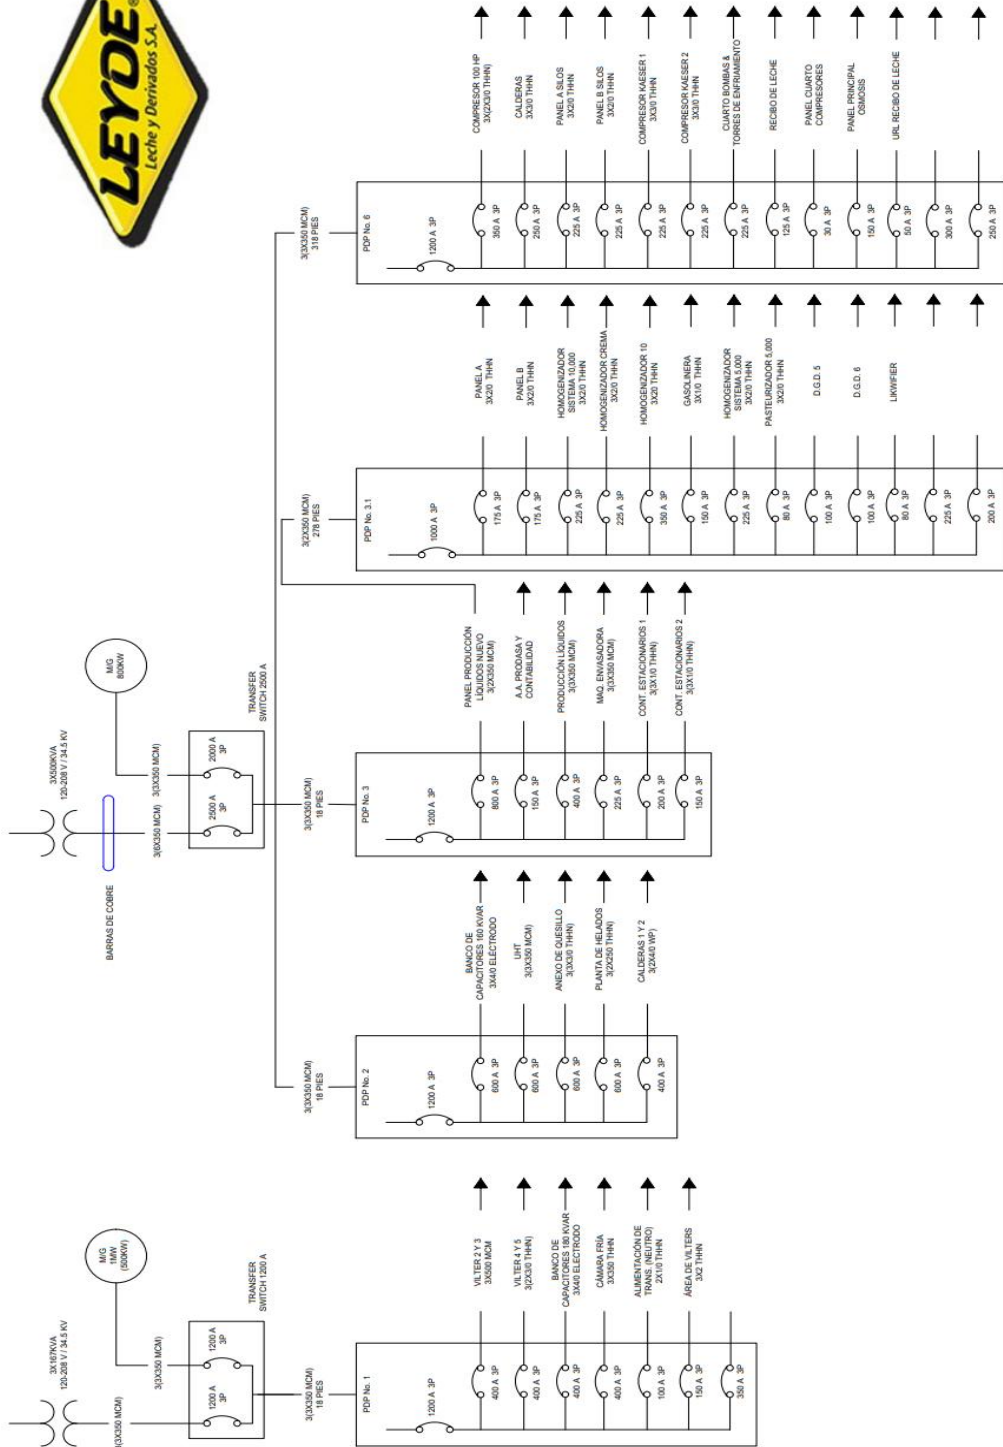 LEYDE®
Leche y Derivados S.A.
3X167KVA
120-208 V / 34.5 KV
(3X350 MCM)
M/G
1MW
(500KW)
3(3X350 MCM)
1200 A
3P
1200 A
3P
TRANSFER
SWITCH 1200 A
3(3X350 MCM)
18 PIES
PDP No. 1
1200 A 3P
400 A 3P
VILTER 2 Y 3
3X500 MCM
400 A 3P
VILTER 4 Y 5
3(2X3/0 THHN)
400 A 3P
BANCO DE
CAPACITORES 180 KVAR
3X4/0 ELÉCTRODO
400 A 3P
CÁMARA FRÍA
3X350 THHN
100 A 3P
ALIMENTACIÓN DE
TRANS. (NEUTRO)
2X1/0 THHN
150 A 3P
ÁREA DE VILTERS
3X2 THHN
350 A 3P
3X500KVA
120-208 V / 34.5 KV
BARRAS DE COBRE
3(6X350 MCM)
M/G
800KW
3(3X350 MCM)
2500 A
3P
2000 A
3P
TRANSFER
SWITCH 2500 A
3(3X350 MCM)
18 PIES
PDP No. 2
1200 A 3P
600 A 3P
BANCO DE
CAPACITORES 160 KVAR
3X4/0 ELÉCTRODO
600 A 3P
UHT
3(3X350 MCM)
600 A 3P
ANEXO DE QUESILLO
3(3X3/0 THHN)
600 A 3P
PLANTA DE HELADOS
3(2X250 THHN)
400 A 3P
CALDERAS 1 Y 2
3(2X4/0 WP)
3(3X350 MCM)
18 PIES
PDP No. 3
1200 A 3P
800 A 3P
PANEL PRODUCCIÓN
LÍQUIDOS NUEVO
3(2X350 MCM)
150 A 3P
A.A. PRODASA Y
CONTABILIDAD
400 A 3P
PRODUCCIÓN LÍQUIDOS
3(3X350 MCM)
225 A 3P
MAQ. ENVASADORA
3(3X350 MCM)
200 A 3P
CONT. ESTACIONARIOS 1
3(3X1/0 THHN)
150 A 3P
CONT. ESTACIONARIOS 2
3(3X1/0 THHN)
3(2X350 MCM)
278 PIES
PDP No. 3.1
1000 A 3P
175 A 3P
PANEL A
3X2/0 THHN
175 A 3P
PANEL B
3X2/0 THHN
225 A 3P
HOMOGENIZADOR
SISTEMA 10,000
3X2/0 THHN
225 A 3P
HOMOGENIZADOR CREMA
3X2/0 THHN
350 A 3P
HOMOGENIZADOR 10
3X2/0 THHN
150 A 3P
GASOLINERA
3X1/0 THHN
225 A 3P
HOMOGENIZADOR
SISTEMA 5,000
3X2/0 THHN
80 A 3P
PASTEURIZADOR 5,000
3X2/0 THHN
100 A 3P
D.G.D. 5
100 A 3P
D.G.D. 6
80 A 3P
LIKWIFIER
225 A 3P
200 A 3P
3(3X350 MCM)
318 PIES
PDP No. 6
1200 A 3P
350 A 3P
COMPRESOR 100 HP
3X(2X3/0 THHN)
250 A 3P
CALDERAS
3X3/0 THHN
225 A 3P
PANEL A SILOS
3X2/0 THHN
225 A 3P
PANEL B SILOS
3X2/0 THHN
225 A 3P
COMPRESOR KAESER 1
3X3/0 THHN
225 A 3P
COMPRESOR KAESER 2
3X3/0 THHN
225 A 3P
CUARTO BOMBAS &
TORRES DE ENFRIAMIENTO
125 A 3P
RECIBO DE LECHE
30 A 3P
PANEL CUARTO
COMPRESORES
150 A 3P
PANEL PRINCIPAL
OSMOSIS
50 A 3P
URL RECIBO DE LECHE
300 A 3P
250 A 3P